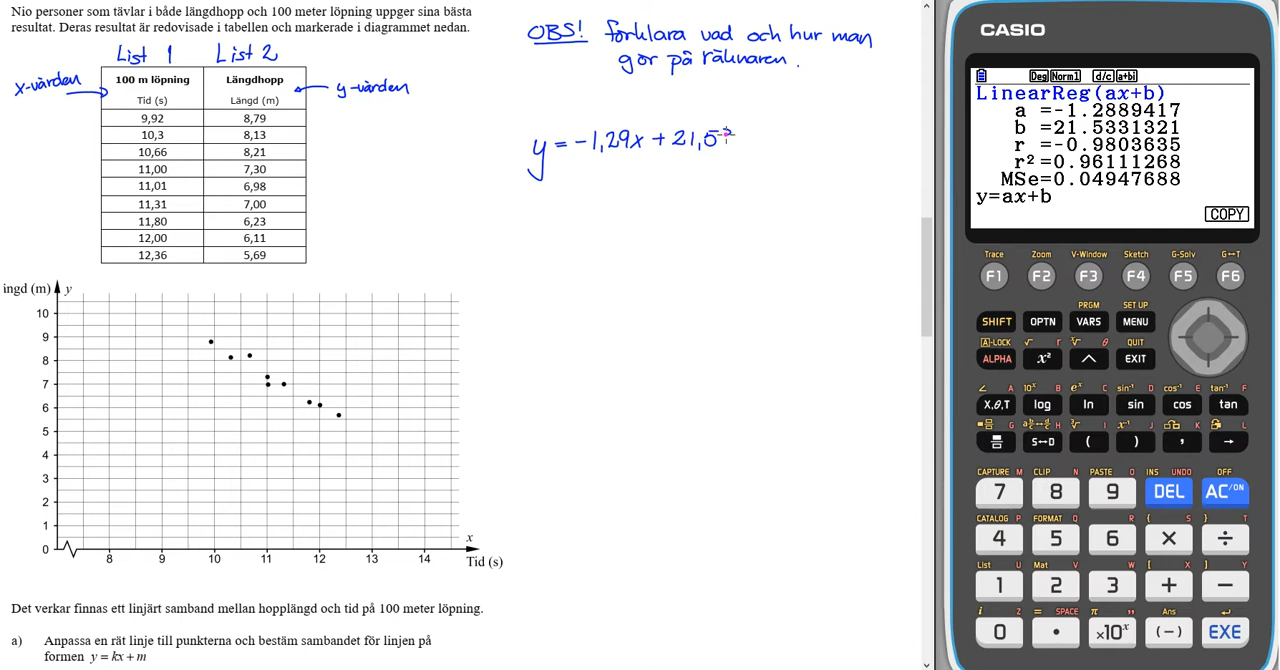 Nio personer som tävlar i både längdhopp och 100 meter löpning uppger sina bästa
resultat. Deras resultat är redovisade i tabellen och markerade i diagrammet nedan.
List 1 List 2
x-värden
y-värden
100 m löpning Längdhopp
Tid (s) Längd (m)
9,92 8,79
10,3 8,13
10,66 8,21
11,00 7,30
11,01 6,98
11,31 7,00
11,80 6,23
12,00 6,11
12,36 5,69
ingd (m) y
10
9
8
7
6
5
4
3
2
1
0
8 9 10 11 12 13 14
x
Tid (s)
Det verkar finnas ett linjärt samband mellan hopplängd och tid på 100 meter löpning.
a) Anpassa en rät linje till punkterna och bestäm sambandet för linjen på
formen y = kx + m
OBS! förklara vad och hur man
gör på räknaren.
y = -1,29x + 21,5
CASIO
Deg Norm1 d/c a+bi
LinearReg(ax+b)
a =-1.2889417
b =21.5331321
r =-0.9803635
r²=0.96111268
MSe=0.04947688
y=ax+b
COPY
Trace Zoom V-Window Sketch G-Solv G↔T
F1 F2 F3 F4 F5 F6
PRGM SET UP
SHIFT OPTN VARS MENU
A-LOCK √ r ˣ√ θ QUIT
ALPHA x² ^ EXIT
∠ A 10ˣ B eˣ C sin⁻¹ D cos⁻¹ E tan⁻¹ F
X,θ,T log ln sin cos tan
G H ³√ I x⁻¹ J K L
S↔D ( ) , →
CAPTURE M CLIP N PASTE O INS UNDO OFF
7 8 9 DEL AC/ON
CATALOG P FORMAT Q R { S } T
4 5 6 × ÷
List U Mat V W [ X ] Y
1 2 3 + −
i Z = SPACE π " Ans ↵
0 . ×10ˣ (−) EXE